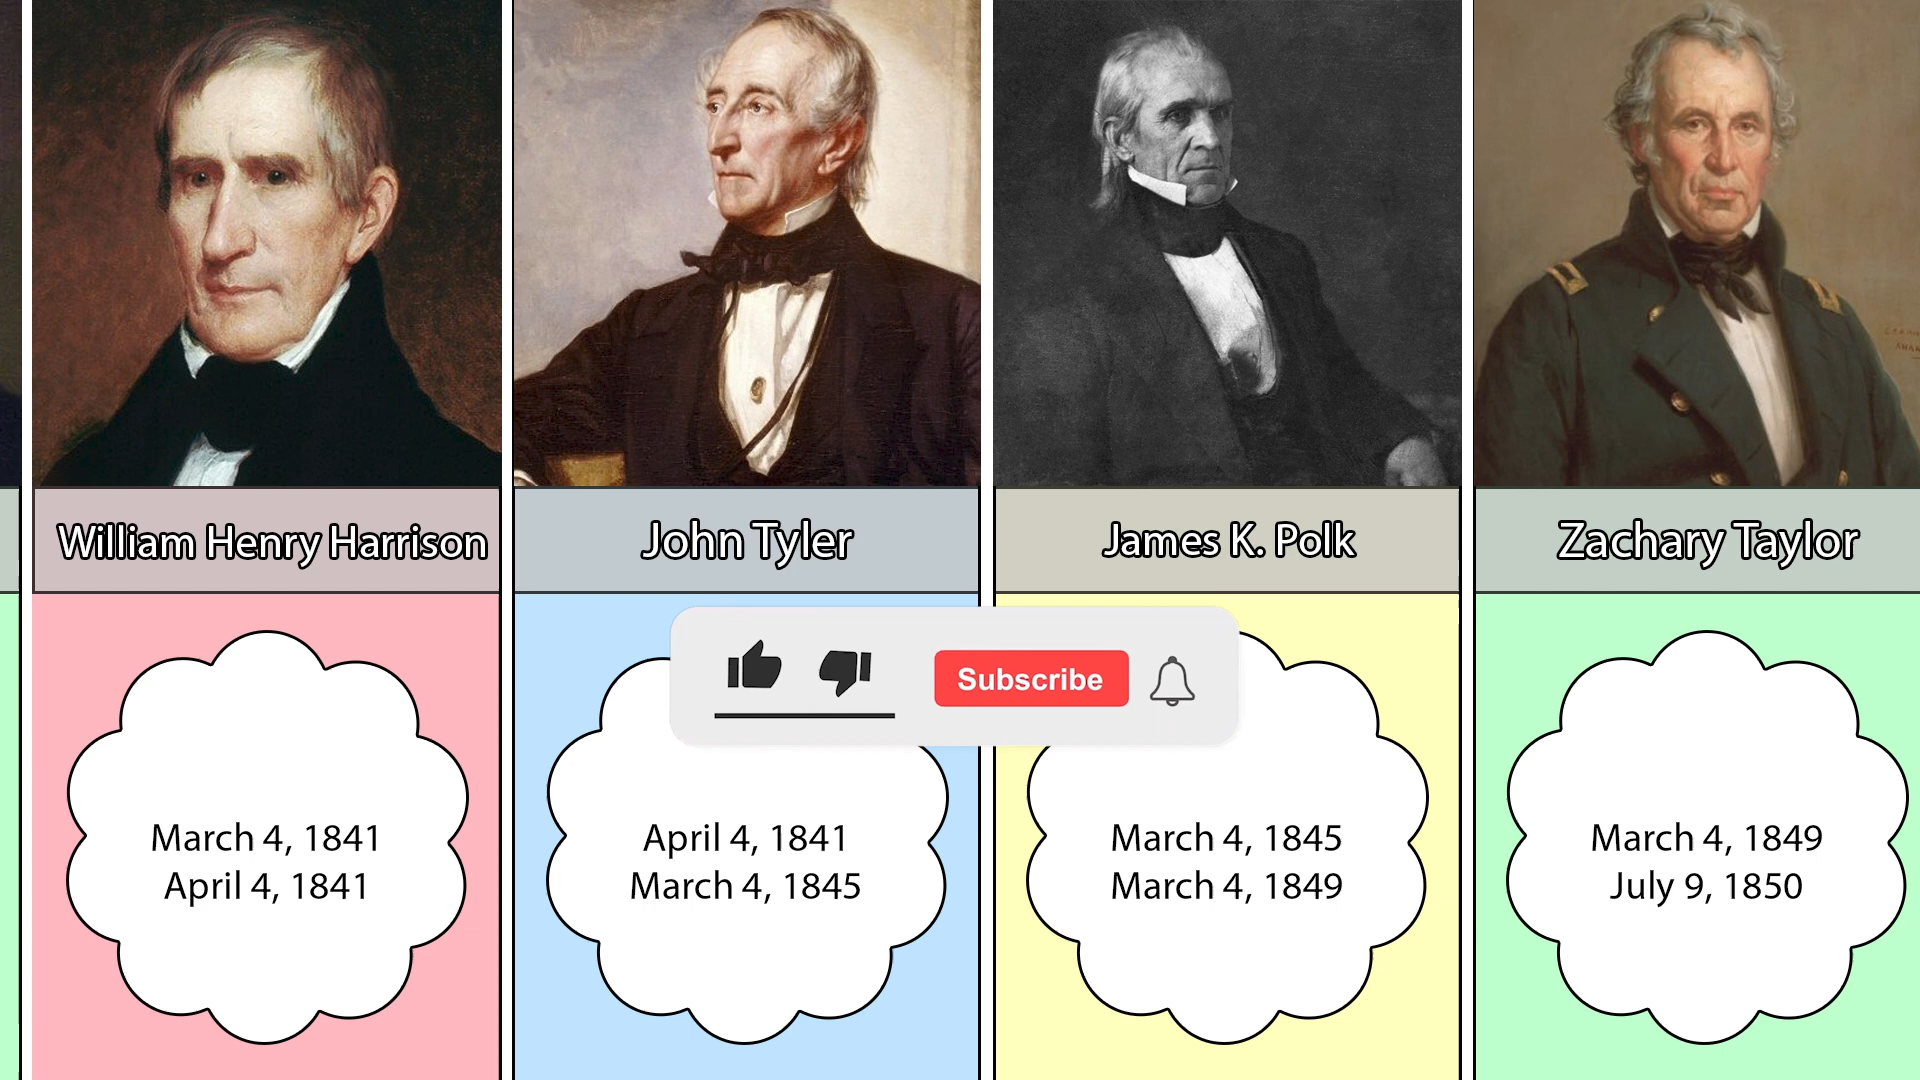 William Henry Harrison
John Tyler
James K. Polk
Zachary Taylor
Subscribe
March 4, 1841
April 4, 1841
April 4, 1841
March 4, 1845
March 4, 1845
March 4, 1849
March 4, 1849
July 9, 1850